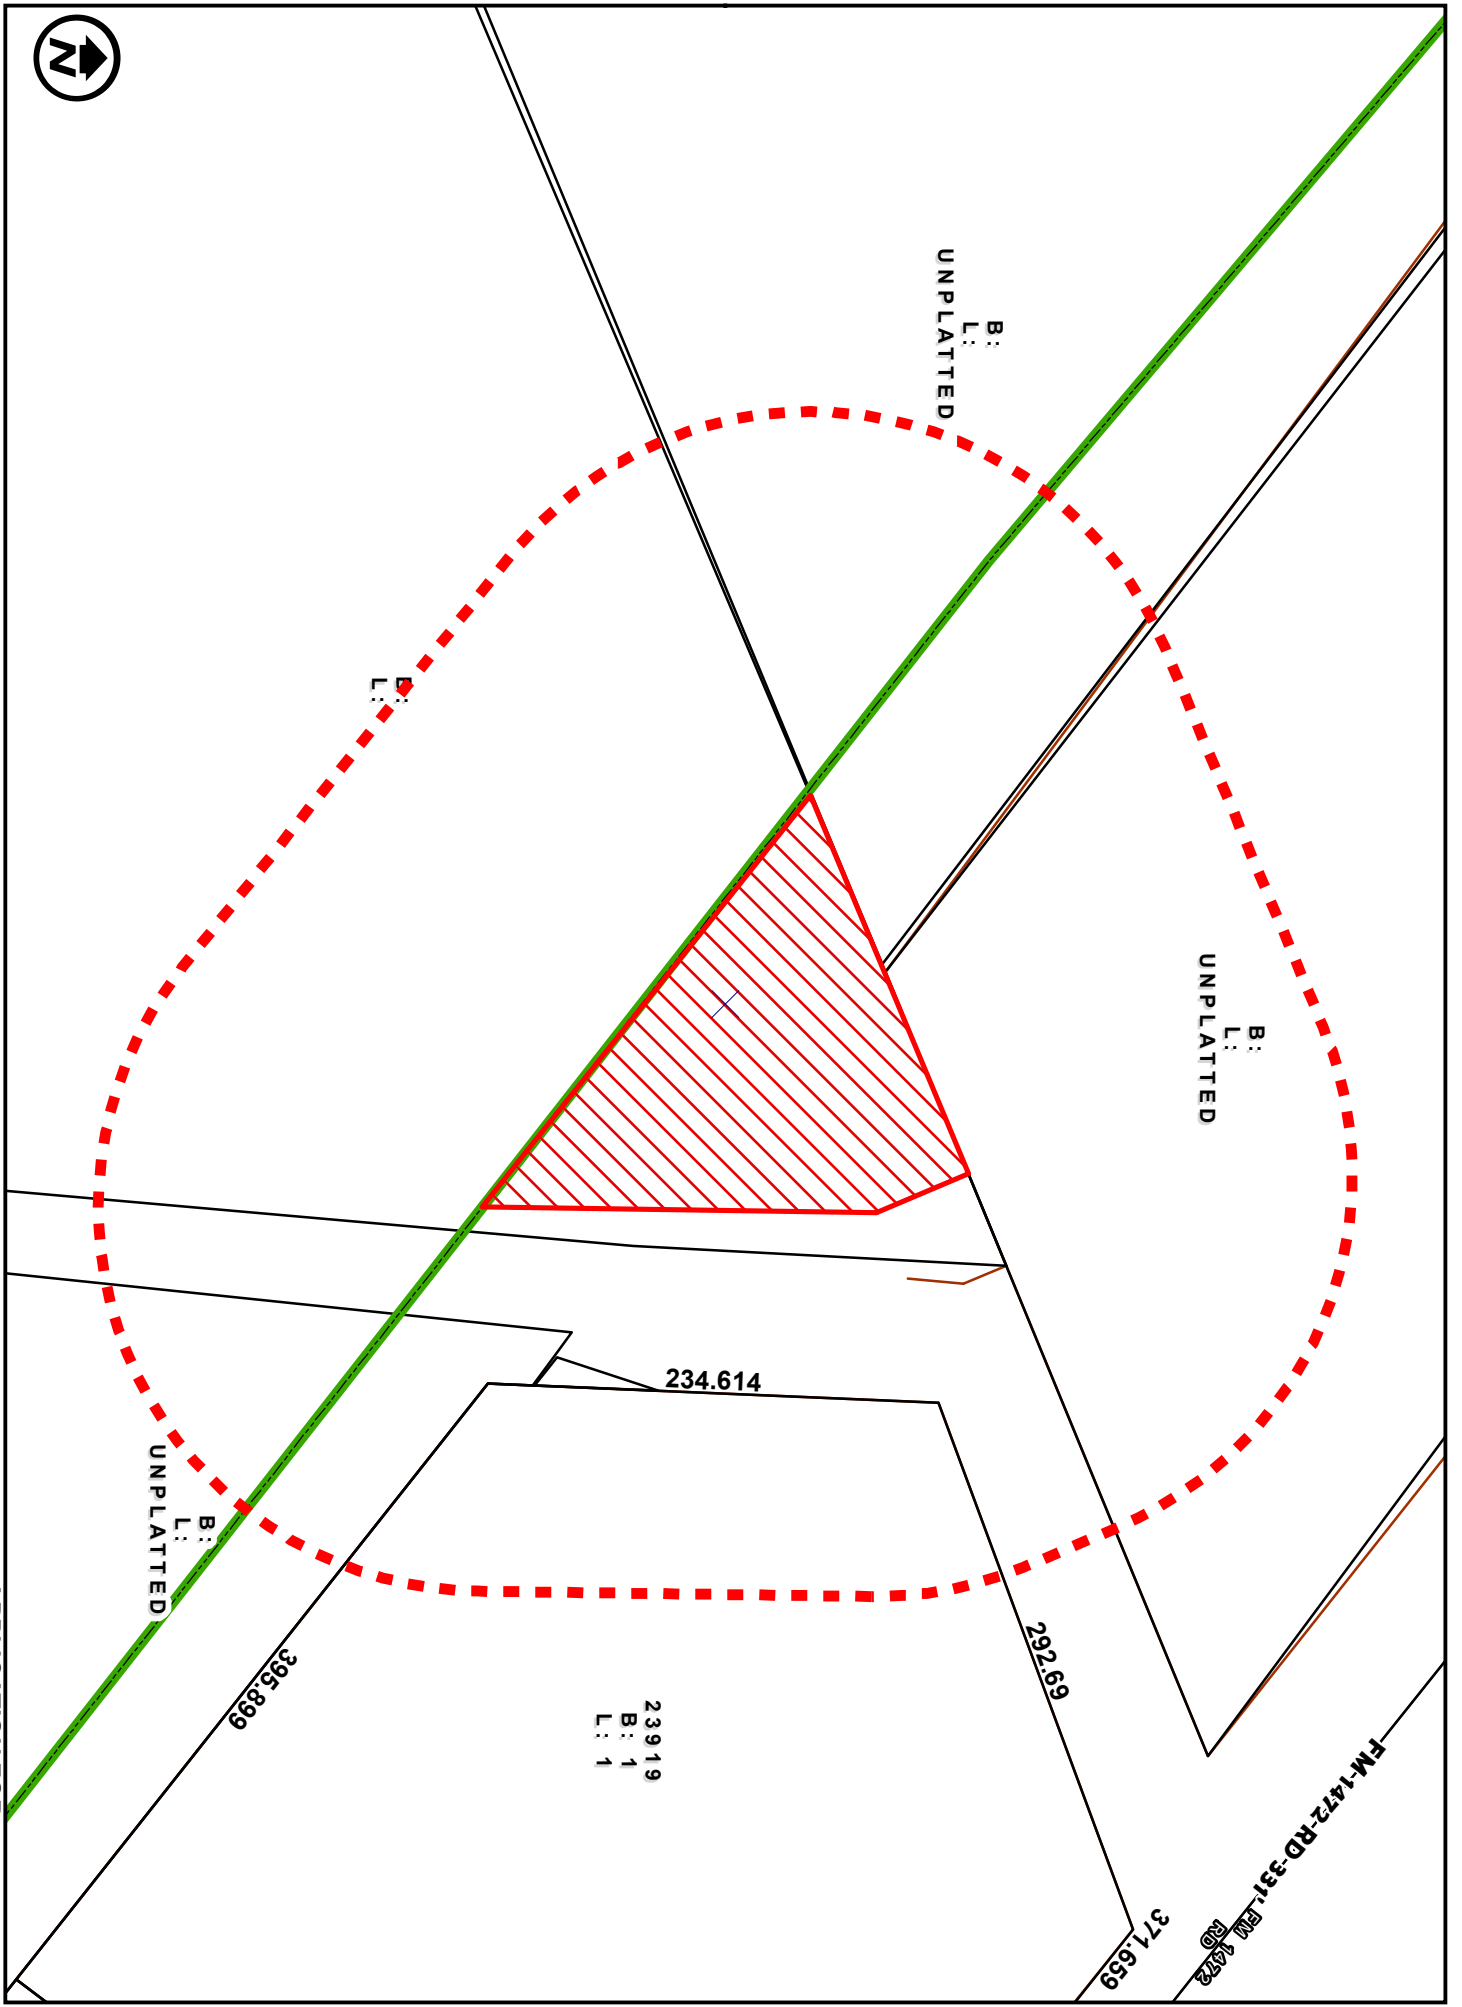 N
B:
L:
UNPLATTED
B:
L:
B:
L:
UNPLATTED
234.614
B:
L:
UNPLATTED
395.899
292.69
23919
B: 1
L: 1
FM-1472-RD-331'
FM 1472
RD
371.659